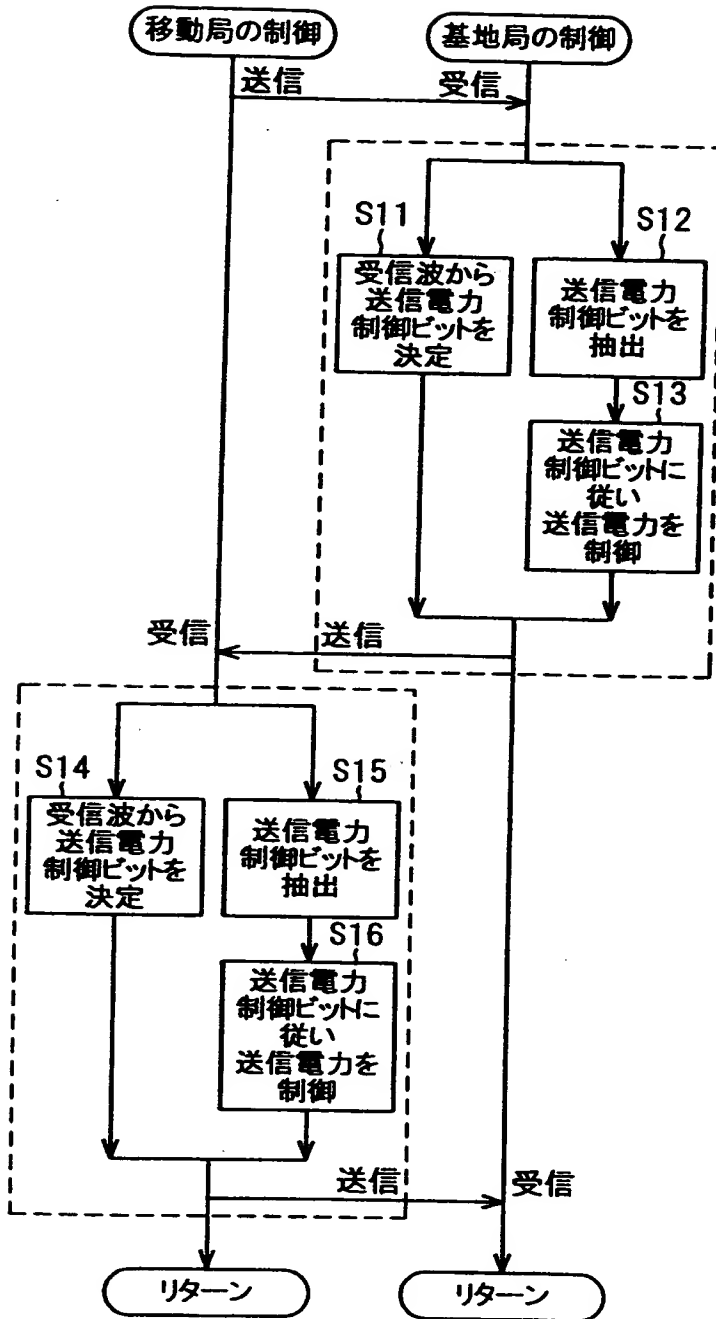 移動局の制御
基地局の制御
送信
受信
S11
受信波から
送信電力
制御ビットを
決定
S12
送信電力
制御ビットを
抽出
S13
送信電力
制御ビットに
従い
送信電力を
制御
受信
送信
S14
受信波から
送信電力
制御ビットを
決定
S15
送信電力
制御ビットを
抽出
S16
送信電力
制御ビットに
従い
送信電力を
制御
送信
受信
リターン
リターン